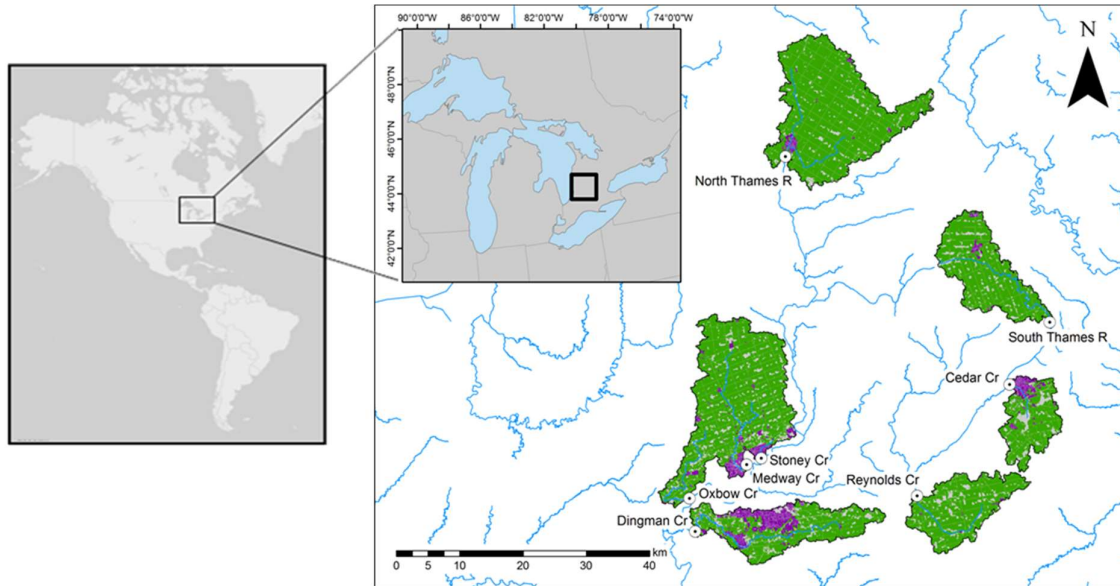 90°0'0"W 86°0'0"W 82°0'0"W 78°0'0"W 74°0'0"W
48°0'0"N
46°0'0"N
44°0'0"N
42°0'0"N
N
North Thames R
South Thames R
Cedar Cr
Stoney Cr
Medway Cr
Reynolds Cr
Oxbow Cr
Dingman Cr
km
0 5 10 20 30 40